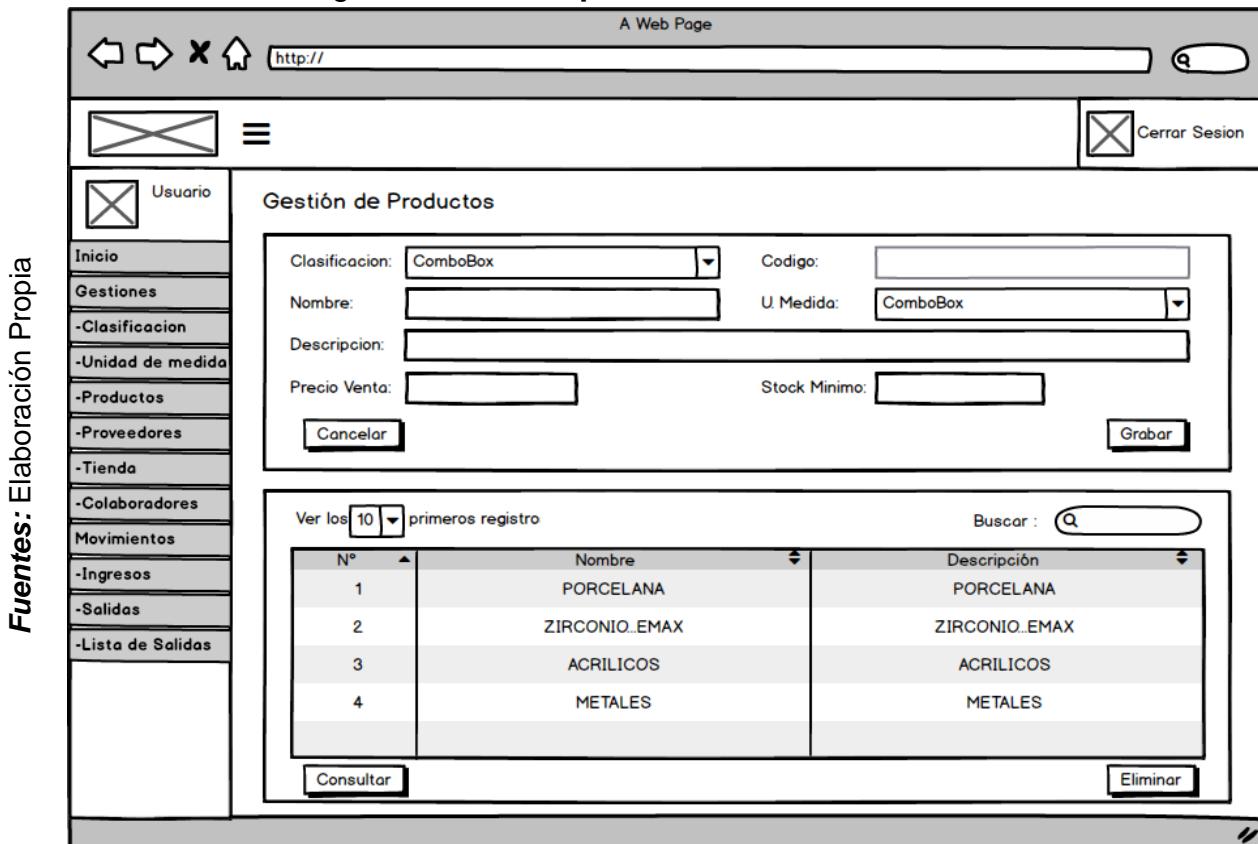 A Web Page
http://
Cerrar Sesion
Usuario
Inicio
Gestiones
-Clasificacion
-Unidad de medida
-Productos
-Proveedores
-Tienda
-Colaboradores
Movimientos
-Ingresos
-Salidas
-Lista de Salidas
Gestión de Productos
Clasificacion: ComboBox Codigo:
Nombre: U. Medida: ComboBox
Descripcion:
Precio Venta: Stock Minimo:
Cancelar Grabar
Ver los 10 primeros registro Buscar :
N° Nombre Descripción
1 PORCELANA PORCELANA
2 ZIRCONIO...EMAX ZIRCONIO...EMAX
3 ACRILICOS ACRILICOS
4 METALES METALES
Consultar Eliminar
Fuentes: Elaboración Propia